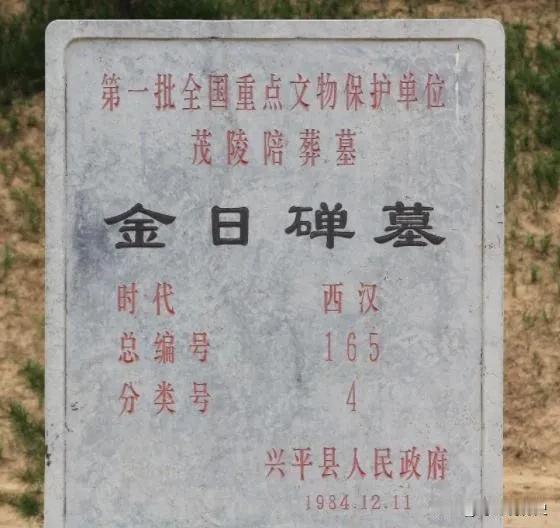 第一批全国重点文物保护单位
茂陵陪葬墓
金日磾墓
时代 西汉
总编号 165
分类号 4
兴平县人民政府
1984.12.11